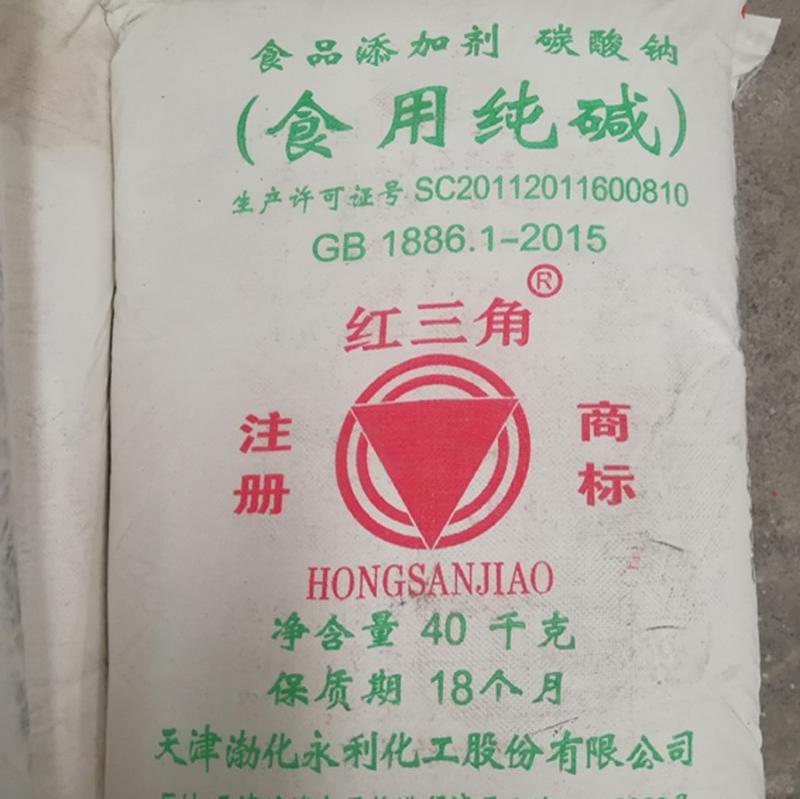 食品添加剂 碳酸钠
(食用纯碱)
生产许可证号 SC20112011600810
GB 1886.1-2015
红三角®
注册 商标
HONGSANJIAO
净含量 40 千克
保质期 18个月
天津渤化永利化工股份有限公司